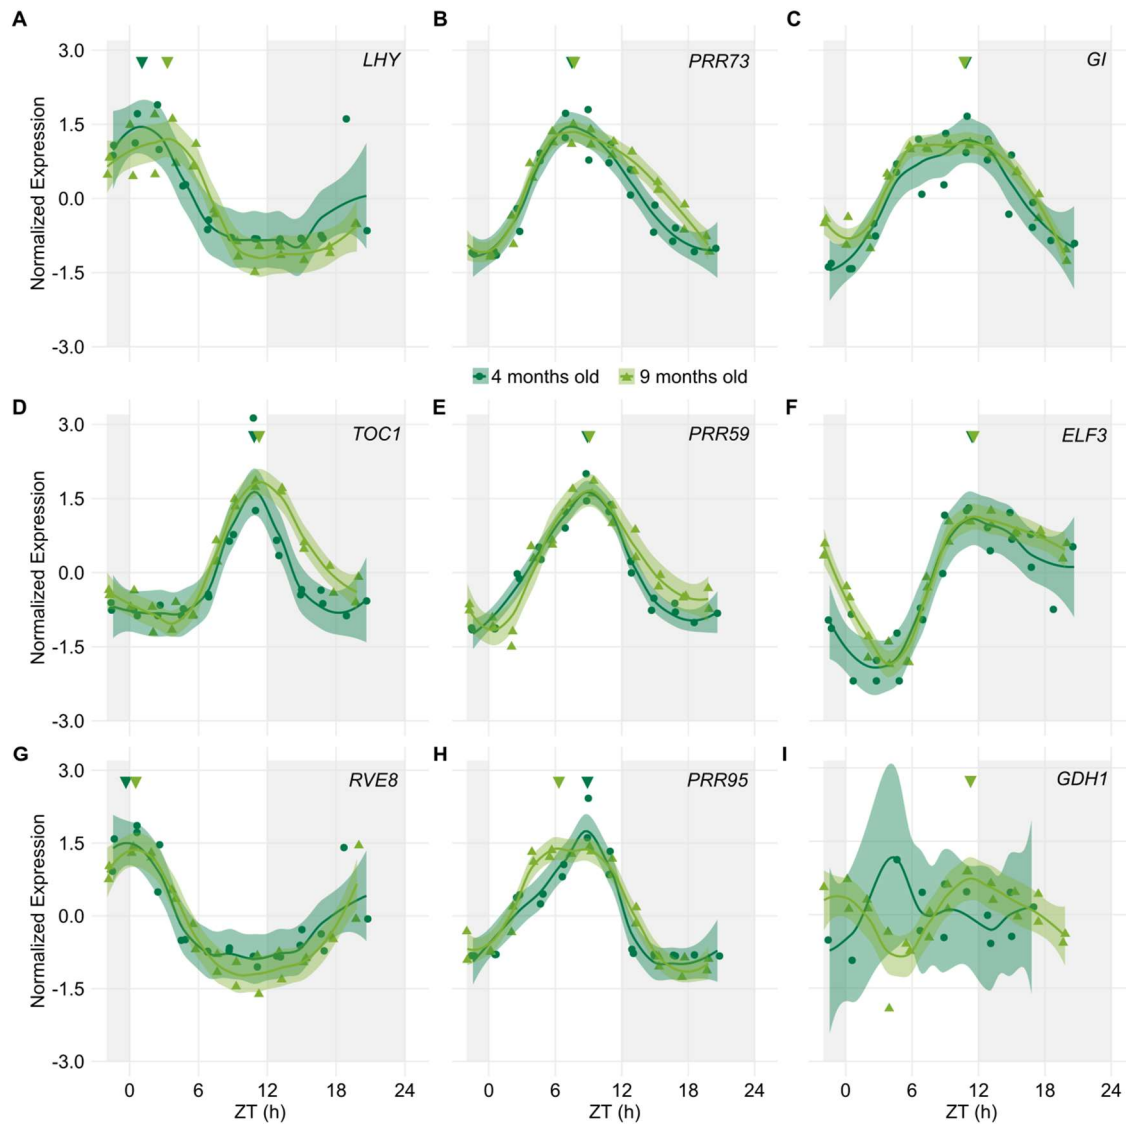 A
B
C
LHY
PRR73
GI
Normalized Expression
3.0
1.5
0.0
-1.5
-3.0
4 months old 9 months old
D
E
F
TOC1
PRR59
ELF3
Normalized Expression
3.0
1.5
0.0
-1.5
-3.0
G
H
I
RVE8
PRR95
GDH1
Normalized Expression
3.0
1.5
0.0
-1.5
-3.0
0 6 12 18 24
0 6 12 18 24
0 6 12 18 24
ZT (h)
ZT (h)
ZT (h)